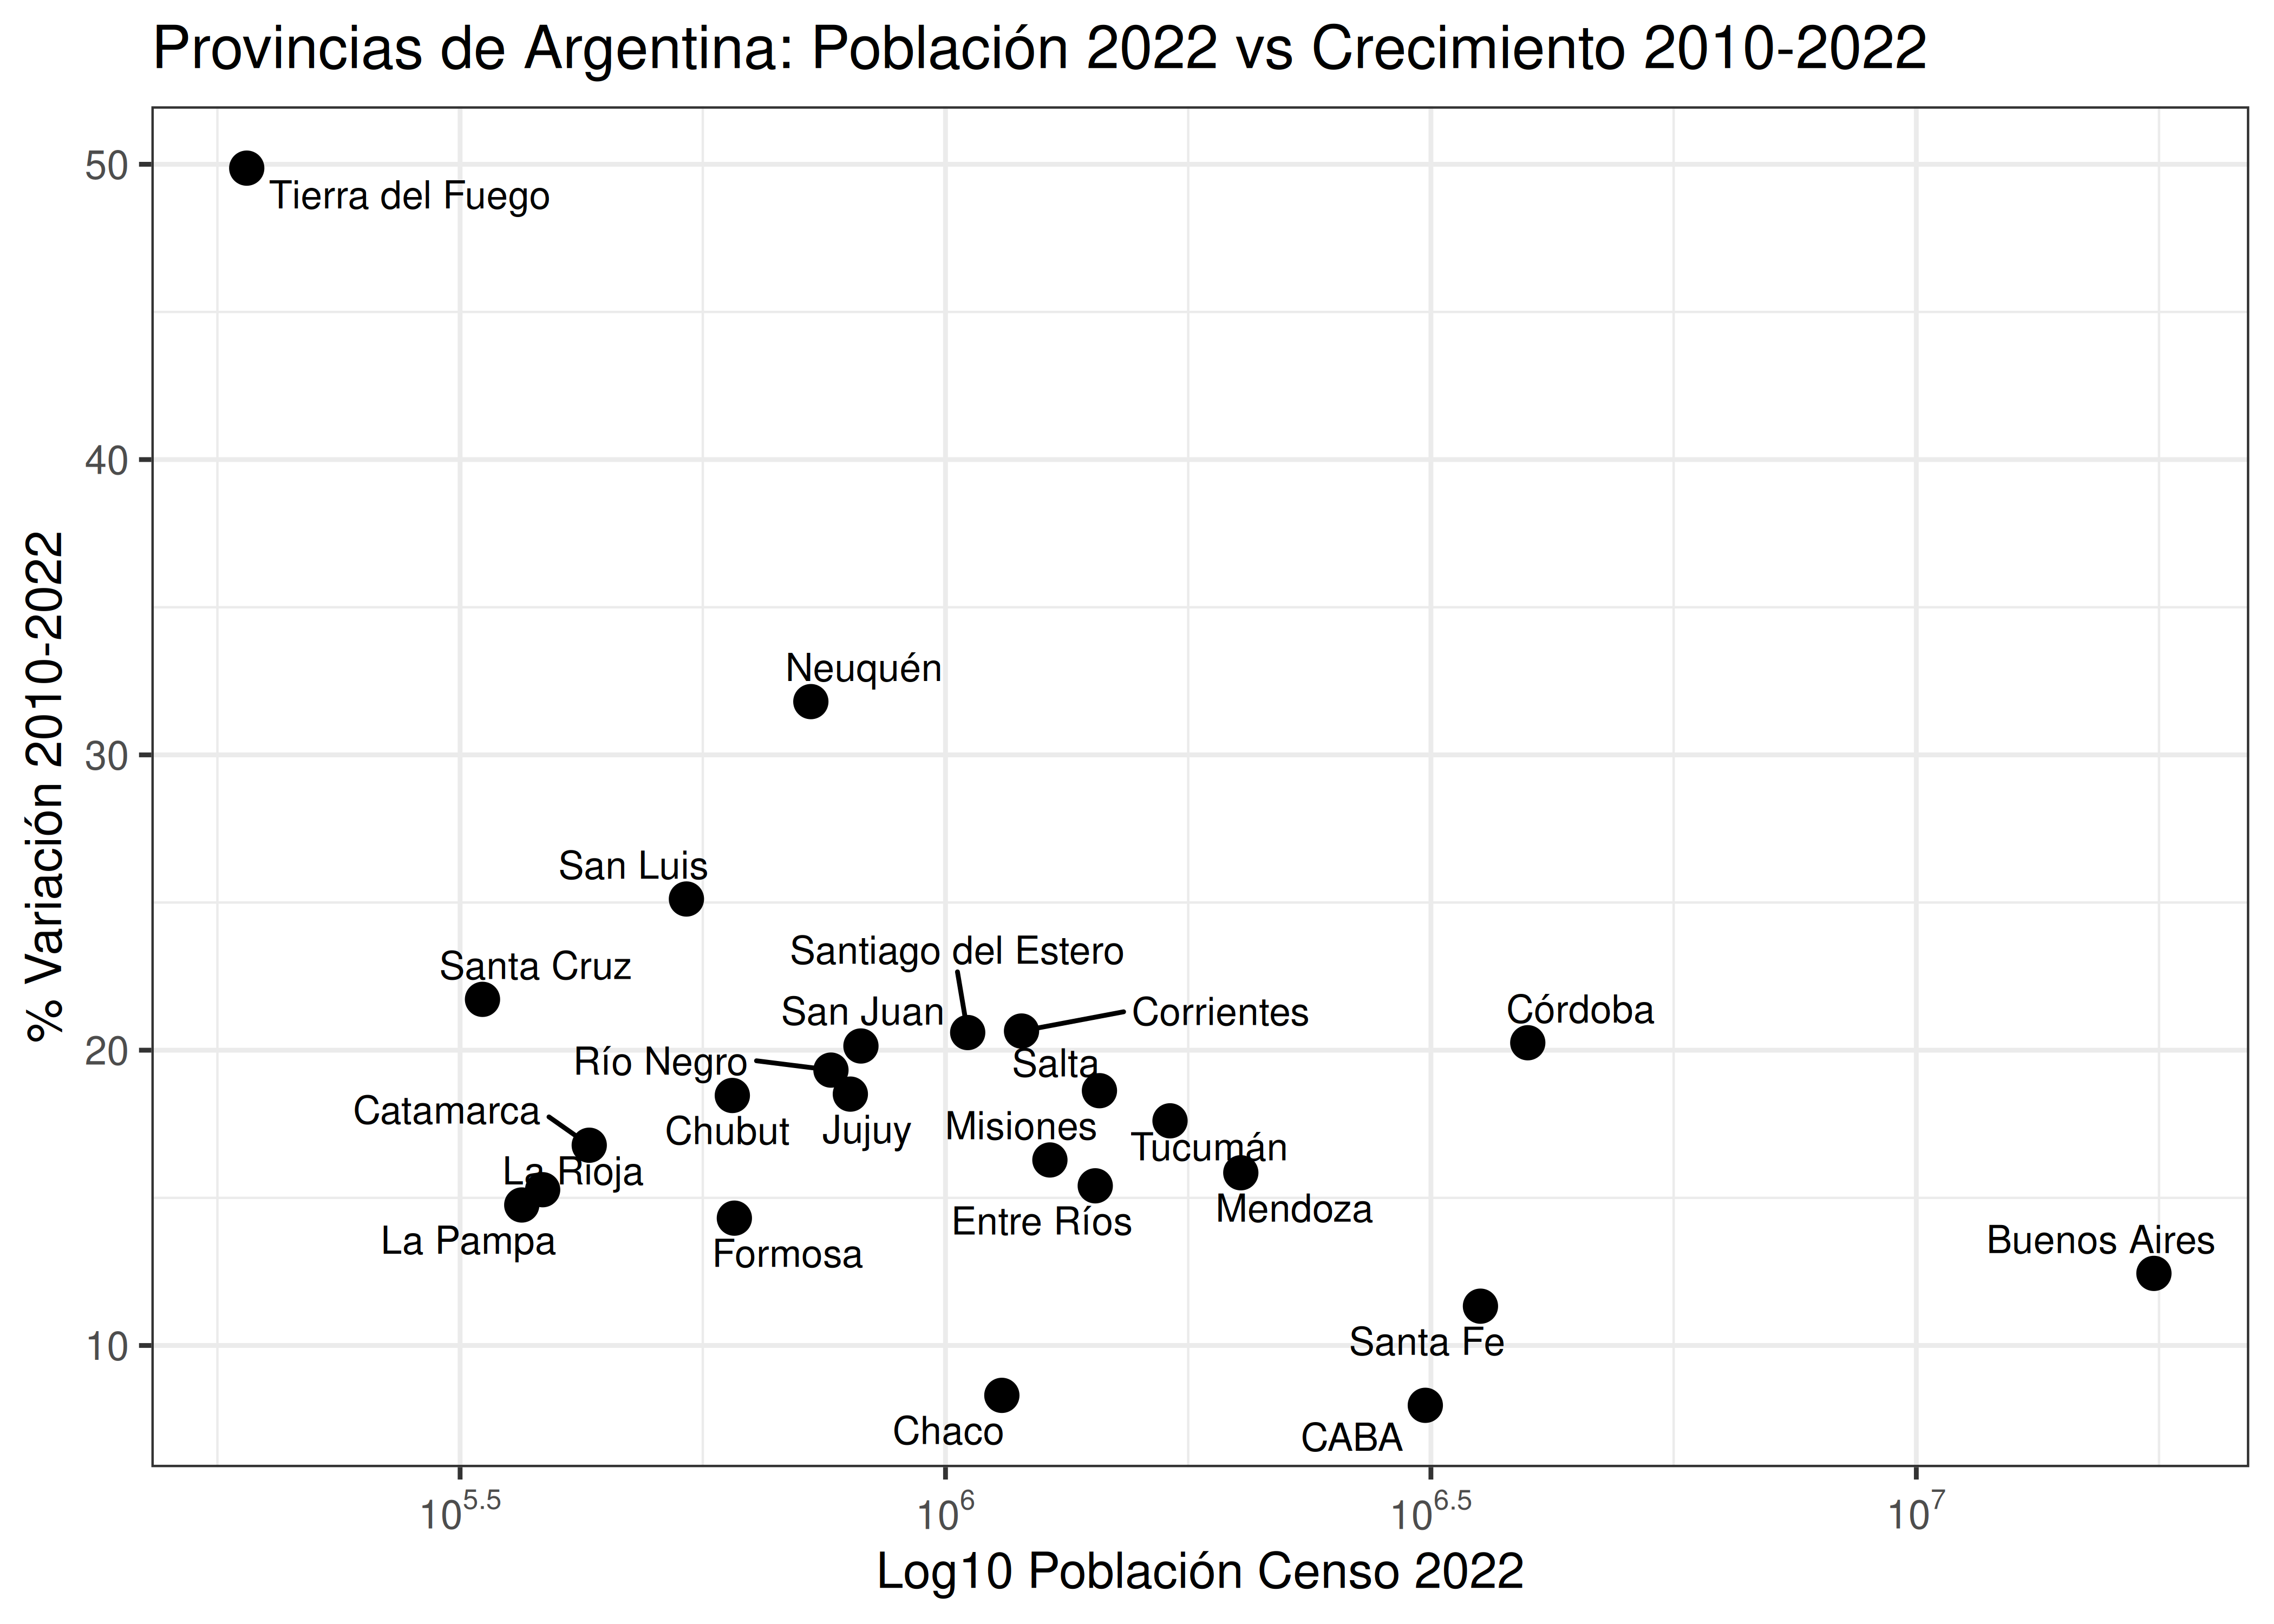 Provincias de Argentina: Población 2022 vs Crecimiento 2010-2022
% Variación 2010-2022
50
40
30
20
10
Tierra del Fuego
Neuquén
San Luis
Santiago del Estero
Santa Cruz
San Juan
Corrientes
Córdoba
Río Negro
Salta
Catamarca
Chubut
Jujuy
Misiones
Tucumán
La Rioja
Mendoza
Entre Ríos
La Pampa
Formosa
Buenos Aires
Santa Fe
Chaco
CABA
10^5.5
10^6
10^6.5
10^7
Log10 Población Censo 2022